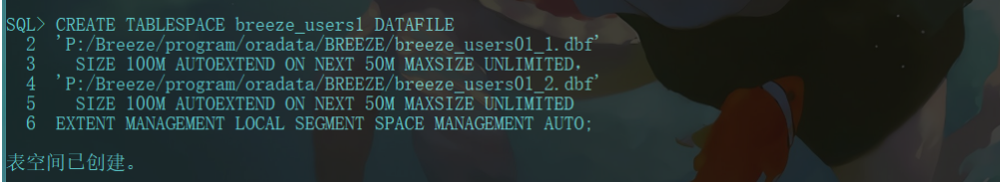 SQL> CREATE TABLESPACE breeze_users1 DATAFILE
2 'P:/Breeze/program/oradata/BREEZE/breeze_users01_1.dbf'
3 SIZE 100M AUTOEXTEND ON NEXT 50M MAXSIZE UNLIMITED,
4 'P:/Breeze/program/oradata/BREEZE/breeze_users01_2.dbf'
5 SIZE 100M AUTOEXTEND ON NEXT 50M MAXSIZE UNLIMITED
6 EXTENT MANAGEMENT LOCAL SEGMENT SPACE MANAGEMENT AUTO;
表空间已创建。